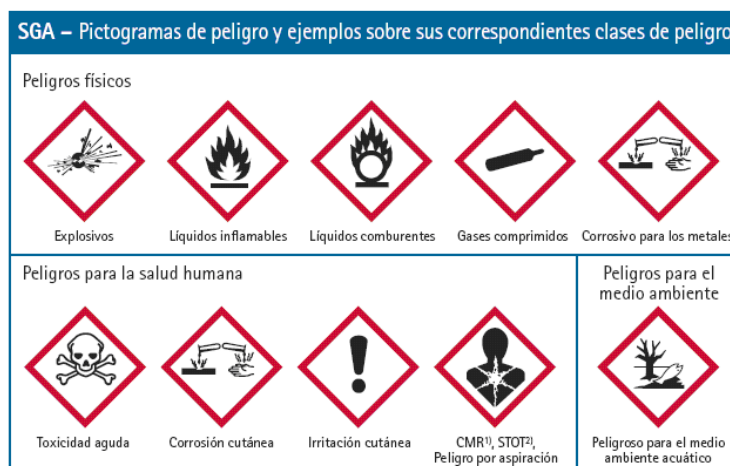 SGA – Pictogramas de peligro y ejemplos sobre sus correspondientes clases de peligro
Peligros físicos
Explosivos
Líquidos inflamables
Líquidos comburentes
Gases comprimidos
Corrosivo para los metales
Peligros para la salud humana
Toxicidad aguda
Corrosión cutánea
Irritación cutánea
CMR¹⁾, STOT²⁾,
Peligro por aspiración
Peligros para el
medio ambiente
Peligroso para el medio
ambiente acuático